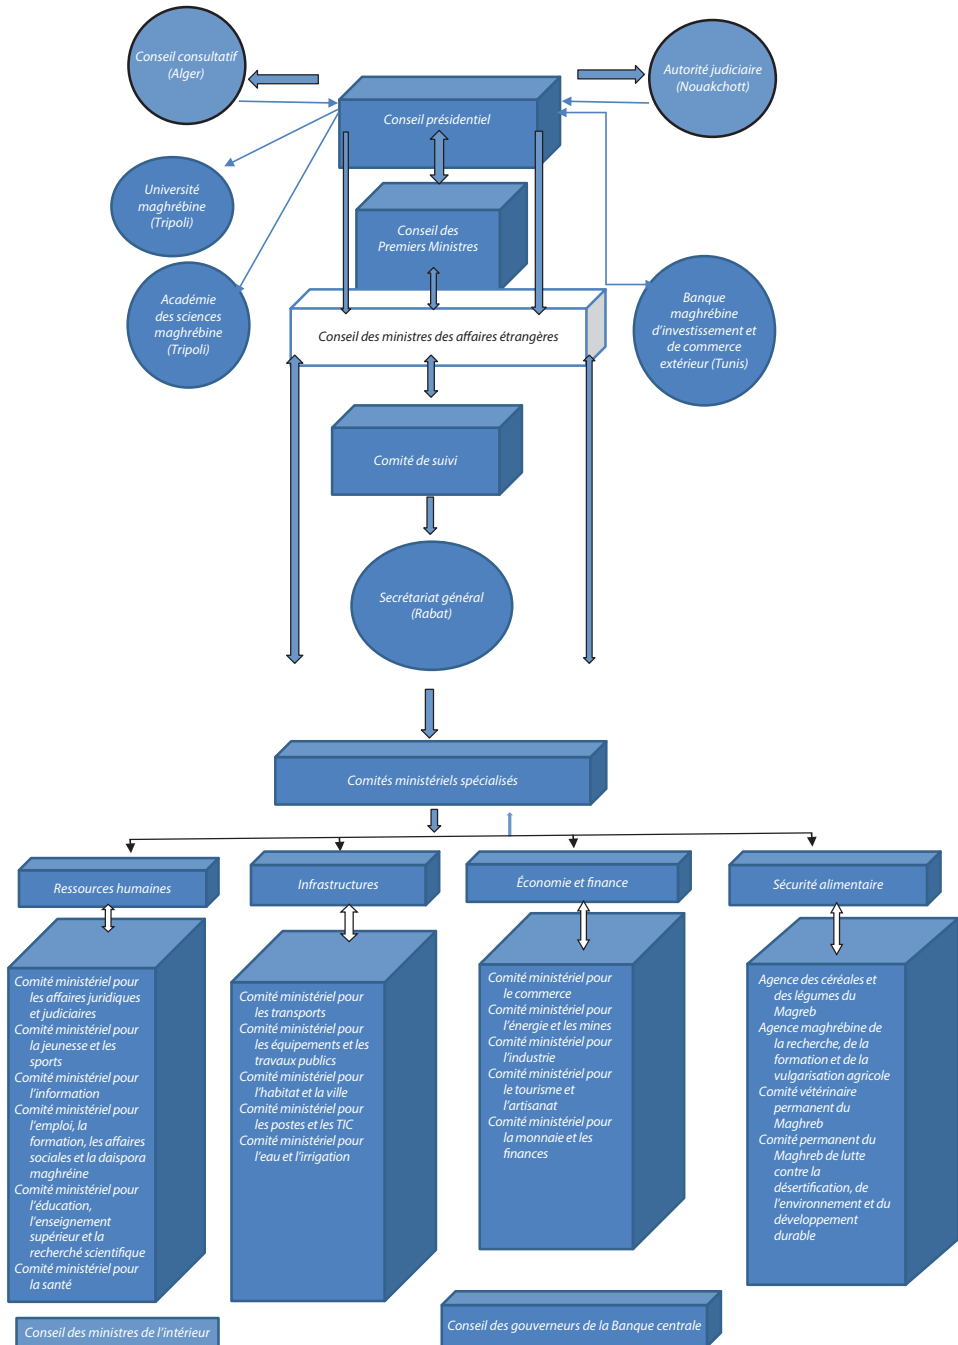 Conseil consultatif
(Alger)
Autorité judiciaire
(Nouakchott)
Conseil présidentiel
Université
maghrébine
(Tripoli)
Conseil des
Premiers Ministres
Académie
des sciences
maghrébine
(Tripoli)
Banque
maghrébine
d'investissement et
de commerce
extérieur (Tunis)
Conseil des ministres des affaires étrangères
Comité de suivi
Secrétariat général
(Rabat)
Comités ministériels spécialisés
Ressources humaines
Infrastructures
Économie et finance
Sécurité alimentaire
Comité ministériel pour
les affaires juridiques
et judiciaires
Comité ministériel pour
la jeunesse et les
sports
Comité ministériel pour
l'information
Comité ministériel pour
l'emploi, la
formation, les affaires
sociales et la daispora
maghréine
Comité ministériel pour
l'éducation,
l'enseignement
supérieur et la
recherché scientifique
Comité ministériel pour
la santé
Comité ministériel pour
les transports
Comité ministériel pour
les équipements et les
travaux publics
Comité ministériel pour
l'habitat et la ville
Comité ministériel pour
les postes et les TIC
Comité ministériel pour
l'eau et l'irrigation
Comité ministériel pour
le commerce
Comité ministériel pour
l'énergie et les mines
Comité ministériel pour
l'industrie
Comité ministériel pour
le tourisme et
l'artisanat
Comité ministériel pour
la monnaie et les
finances
Agence des céréales et
des légumes du
Magreb
Agence maghrébine de
la recherche, de la
formation et de la
vulgarisation agricole
Comité vétérinaire
permanent du
Maghreb
Comité permanent du
Maghreb de lutte
contre la
désertification, de
l'environnement et du
développement
durable
Conseil des ministres de l'intérieur
Conseil des gouverneurs de la Banque centrale